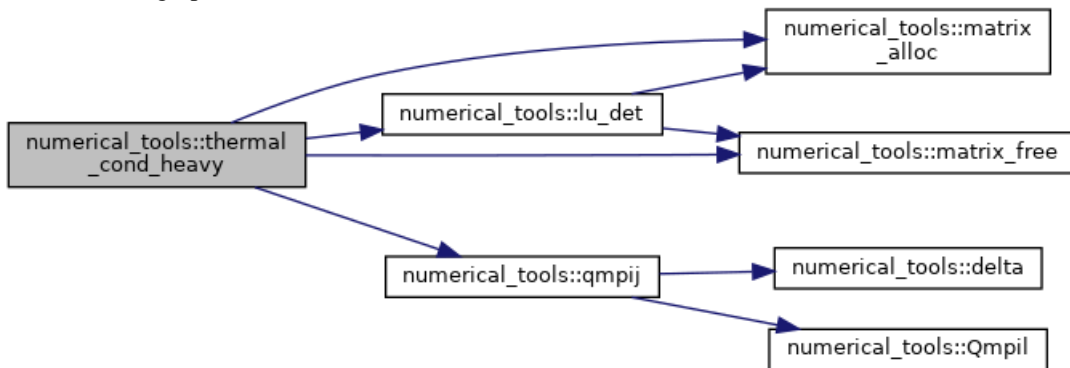 numerical_tools::matrix
_alloc
numerical_tools::lu_det
numerical_tools::thermal
_cond_heavy
numerical_tools::matrix_free
numerical_tools::qmpij
numerical_tools::delta
numerical_tools::Qmpil